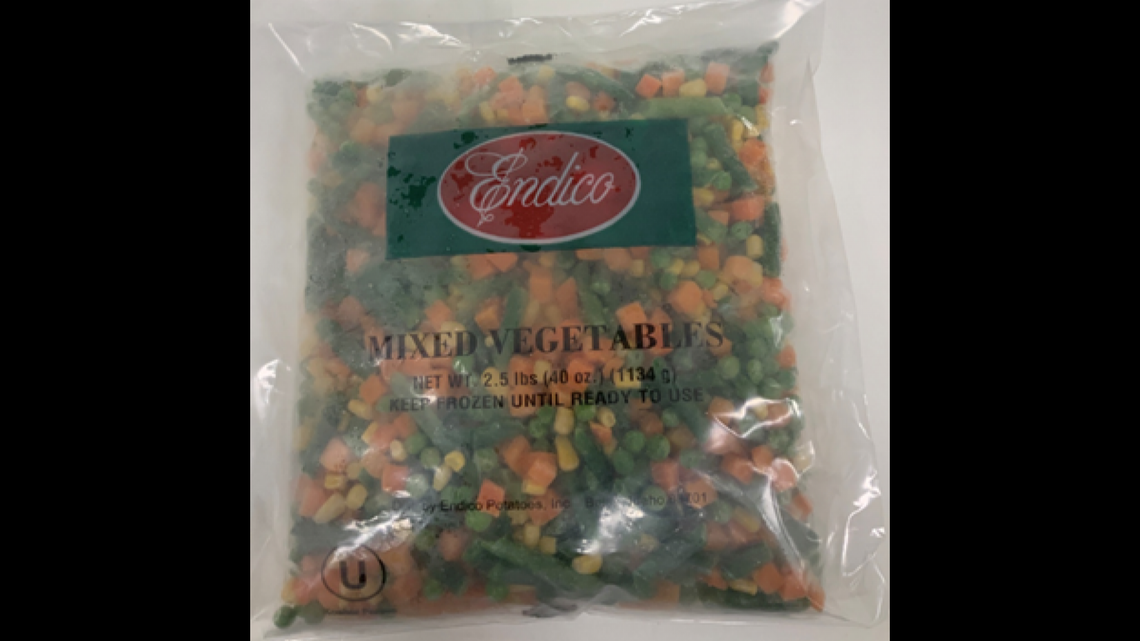 Endico
MIXED VEGETABLES
NET WT. 2.5 lbs (40 oz.) (1134 g)
KEEP FROZEN UNTIL READY TO USE
by Endico Potatoes, Inc.
U